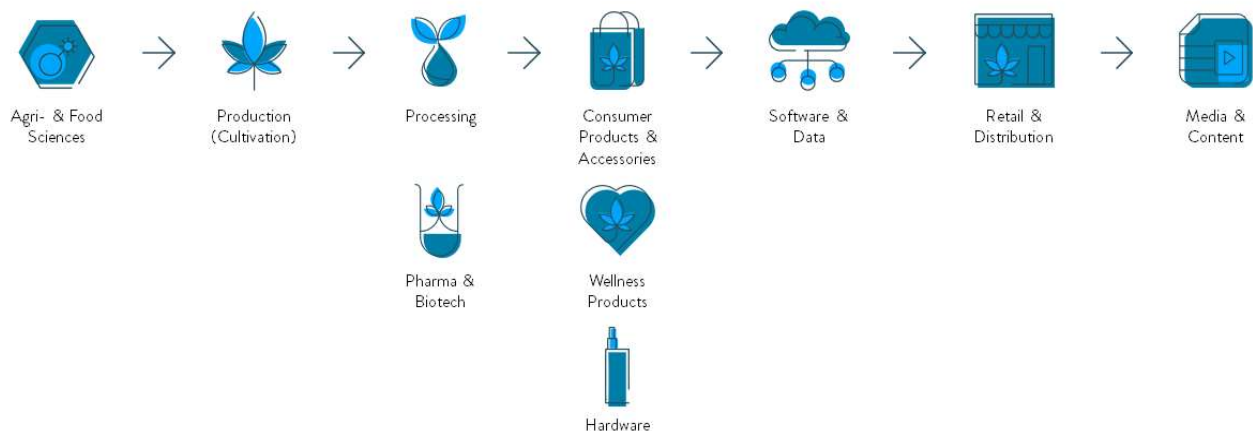 Agri- & Food
Sciences
Production
(Cultivation)
Processing
Consumer
Products &
Accessories
Software &
Data
Retail &
Distribution
Media &
Content
Pharma &
Biotech
Wellness
Products
Hardware